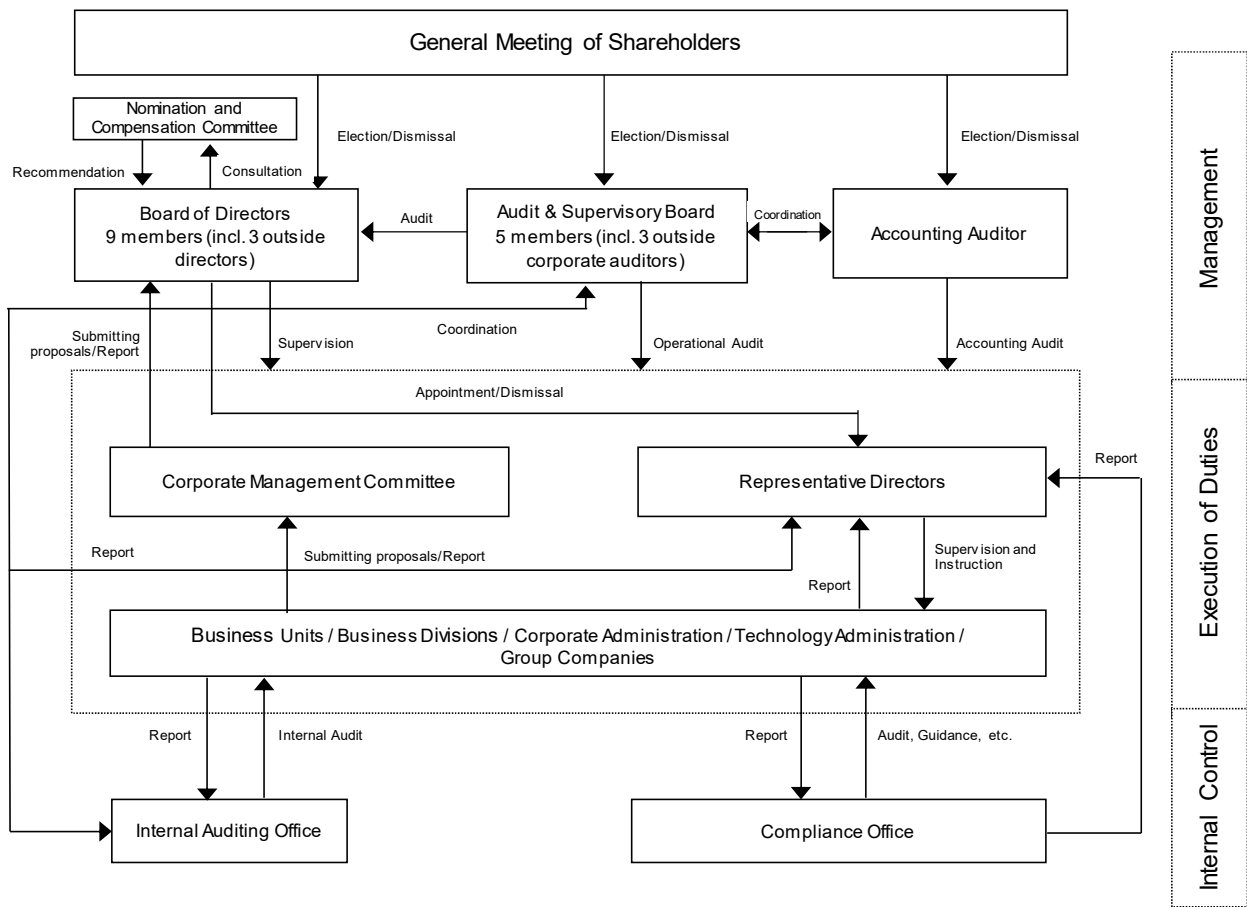 General Meeting of Shareholders
Nomination and
Compensation Committee
Election/Dismissal
Election/Dismissal
Election/Dismissal
Recommendation
Consultation
Board of Directors
9 members (incl. 3 outside
directors)
Audit
Audit & Supervisory Board
5 members (incl. 3 outside
corporate auditors)
Coordination
Accounting Auditor
Submitting
proposals/Report
Supervision
Coordination
Operational Audit
Accounting Audit
Appointment/Dismissal
Corporate Management Committee
Representative Directors
Report
Report
Submitting proposals/Report
Report
Supervision and
Instruction
Business Units / Business Divisions / Corporate Administration / Technology Administration /
Group Companies
Report
Internal Audit
Report
Audit, Guidance, etc.
Internal Auditing Office
Compliance Office
Management
Execution of Duties
Internal Control